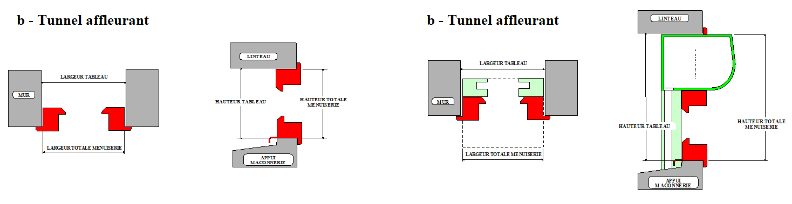 b - Tunnel affleurant
LARGEUR TABLEAU
MUR
LARGEUR TOTALE MENUISERIE
LINTEAU
HAUTEUR TABLEAU
HAUTEUR TOTALE
MENUISERIE
APPUI
MACONNERIE
b - Tunnel affleurant
LARGEUR TABLEAU
MUR
LARGEUR TOTALE MENUISERIE
LINTEAU
HAUTEUR TABLEAU
HAUTEUR TOTALE
MENUISERIE
APPUI
MACONNERIE